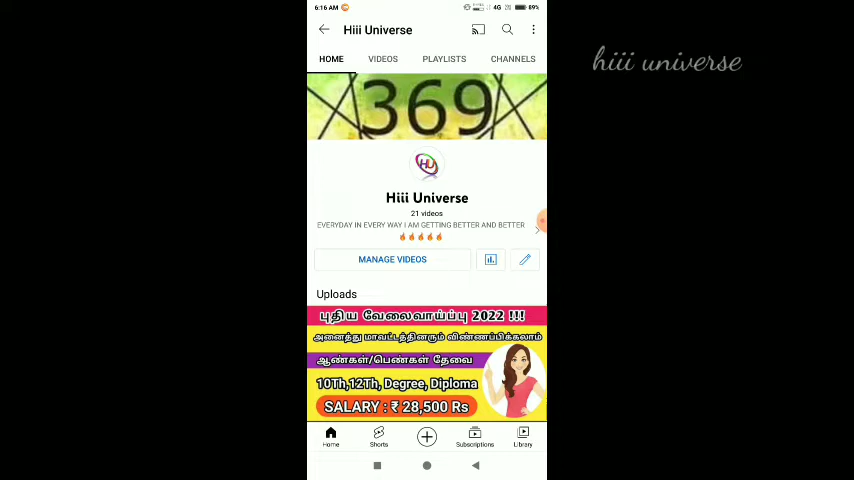 6:16 AM 4G 89%
Hiii Universe
hiii universe
HOME VIDEOS PLAYLISTS CHANNELS
369
HU
Hiii Universe
21 videos
EVERYDAY IN EVERY WAY I AM GETTING BETTER AND BETTER
🔥🔥🔥🔥🔥
MANAGE VIDEOS
Uploads
புதிய வேலைவாய்ப்பு 2022 !!!
அனைத்து மாவட்டத்தினரும் விண்ணப்பிக்கலாம்
ஆண்கள்/பெண்கள் தேவை
10Th,12Th, Degree, Diploma
SALARY : ₹ 28,500 Rs
Home Shorts Subscriptions Library